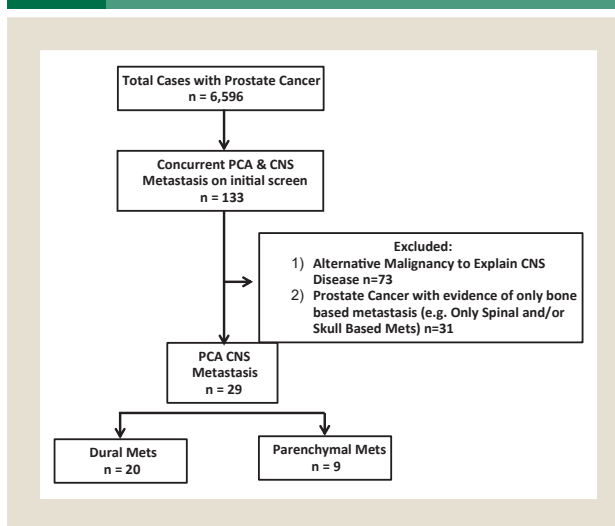 Total Cases with Prostate Cancer
n = 6,596
Concurrent PCA & CNS
Metastasis on initial screen
n = 133
Excluded:
1) Alternative Malignancy to Explain CNS
Disease n=73
2) Prostate Cancer with evidence of only bone
based metastasis (e.g. Only Spinal and/or
Skull Based Mets) n=31
PCA CNS
Metastasis
n = 29
Dural Mets
n = 20
Parenchymal Mets
n = 9